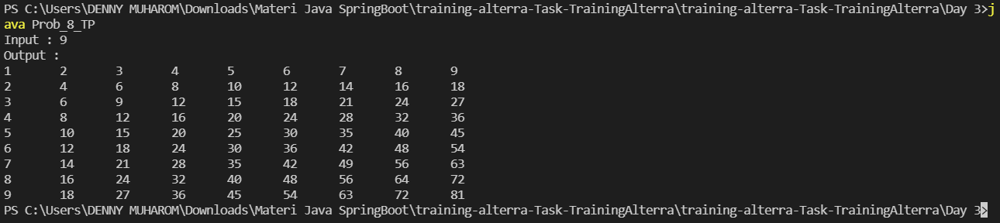 PS C:\Users\DENNY MUHAROM\Downloads\Materi Java SpringBoot\training-alterra-Task-TrainingAlterra\training-alterra-Task-TrainingAlterra\Day 3>j
ava Prob_8_TP
Input : 9
Output :
1 2 3 4 5 6 7 8 9
2 4 6 8 10 12 14 16 18
3 6 9 12 15 18 21 24 27
4 8 12 16 20 24 28 32 36
5 10 15 20 25 30 35 40 45
6 12 18 24 30 36 42 48 54
7 14 21 28 35 42 49 56 63
8 16 24 32 40 48 56 64 72
9 18 27 36 45 54 63 72 81
PS C:\Users\DENNY MUHAROM\Downloads\Materi Java SpringBoot\training-alterra-Task-TrainingAlterra\training-alterra-Task-TrainingAlterra\Day 3>